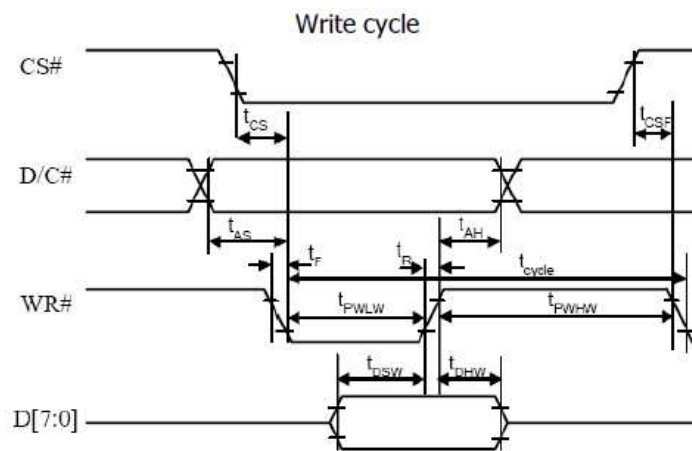 Write cycle
CS#
tCS
tCSF
D/C#
tAS
tF
tR
tAH
tcycle
WR#
tPWLW
tPWHW
tDSW
tDHW
D[7:0]